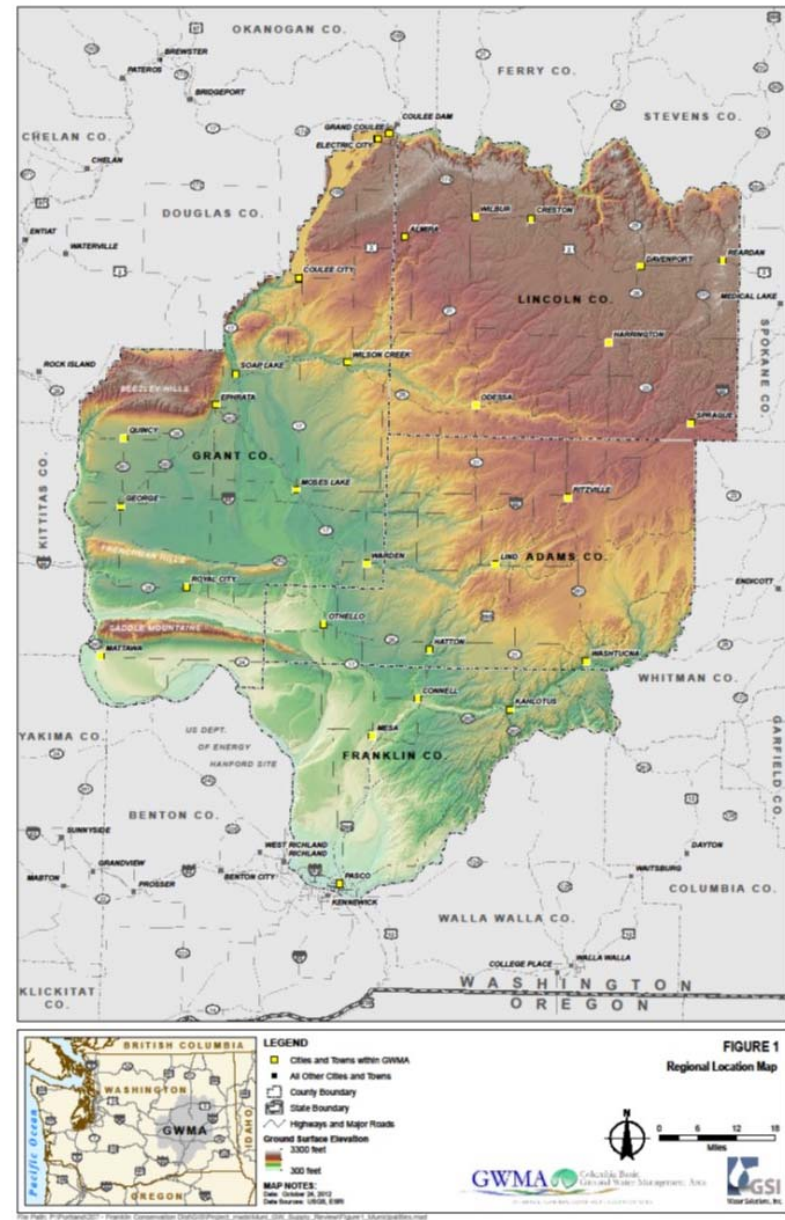 OKANOGAN CO.
BREWSTER
PATEROS
BRIDGEPORT
FERRY CO.
STEVENS CO.
COULEE DAM
GRAND COULEE
ELECTRIC CITY
CHELAN CO.
CHELAN
DOUGLAS CO.
WILBUR
CRESTON
ALMIRA
ENTIAT
WATERVILLE
DAVENPORT
REARDAN
COULEE CITY
LINCOLN CO.
MEDICAL LAKE
HARRINGTON
SPOKANE CO.
ROCK ISLAND
WILSON CREEK
SOAP LAKE
BEEZLEY HILLS
EPHRATA
ODESSA
SPRAGUE
QUINCY
GRANT CO.
KITTITAS CO.
MOSES LAKE
RITZVILLE
GEORGE
FRENCHMAN HILLS
WARDEN
LIND
ADAMS CO.
ROYAL CITY
ENDICOTT
OTHELLO
SADDLE MOUNTAINS
HATTON
MATTAWA
WASHTUCNA
WHITMAN CO.
CONNELL
KAHLOTUS
YAKIMA CO.
US DEPT.
OF ENERGY
HANFORD SITE
MESA
FRANKLIN CO.
GARFIELD CO.
BENTON CO.
SUNNYSIDE
WEST RICHLAND
RICHLAND
DAYTON
GRANDVIEW
BENTON CITY
MABTON
PROSSER
PASCO
WAITSBURG
KENNEWICK
COLUMBIA CO.
WALLA WALLA CO.
COLLEGE PLACE
WALLA WALLA
KLICKITAT
CO.
WASHINGTON
OREGON
BRITISH COLUMBIA
WASHINGTON
GWMA
IDAHO
Pacific Ocean
OREGON
LEGEND
Cities and Towns within GWMA
All Other Cities and Towns
County Boundary
State Boundary
Highways and Major Roads
Ground Surface Elevation
3300 feet
300 feet
MAP NOTES:
Date: October 24, 2012
Data Sources: USGS, ESRI
FIGURE 1
Regional Location Map
N
0 6 12 18
Miles
GWMA
Columbia Basin
Ground Water Management Area
GSI
Water Solutions, Inc.